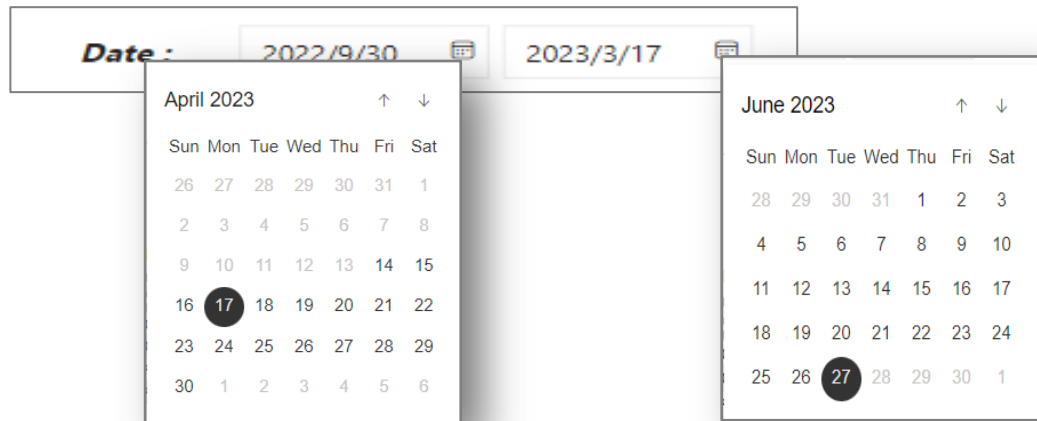 Date : 2022/9/30 2023/3/17
April 2023 ↑ ↓
Sun Mon Tue Wed Thu Fri Sat
26 27 28 29 30 31 1
2 3 4 5 6 7 8
9 10 11 12 13 14 15
16 17 18 19 20 21 22
23 24 25 26 27 28 29
30 1 2 3 4 5 6
June 2023 ↑ ↓
Sun Mon Tue Wed Thu Fri Sat
28 29 30 31 1 2 3
4 5 6 7 8 9 10
11 12 13 14 15 16 17
18 19 20 21 22 23 24
25 26 27 28 29 30 1